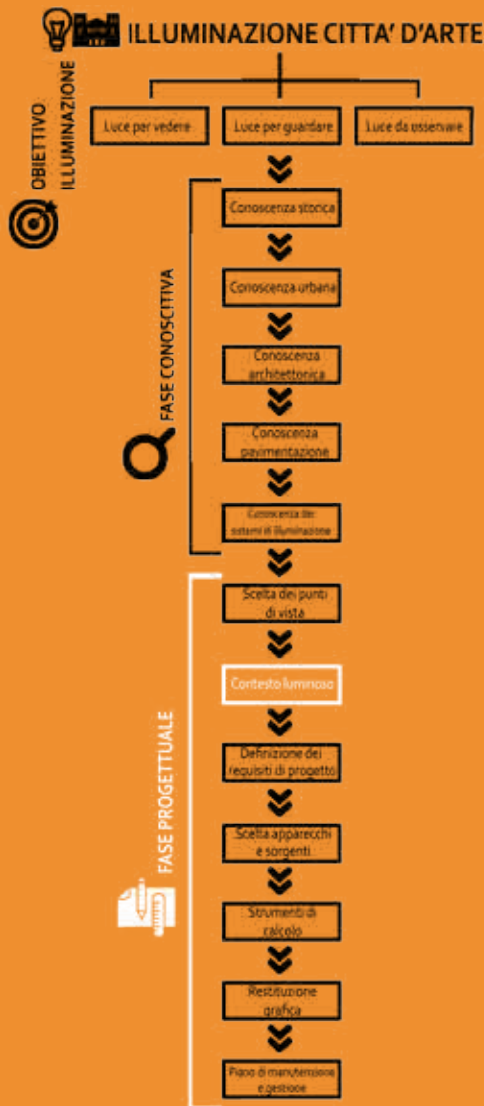 ILLUMINAZIONE CITTA' D'ARTE
OBIETTIVO
ILLUMINAZIONE
Luce per vedere
Luce per guardare
Luce da osservare
FASE CONOSCITIVA
Conoscenza storica
Conoscenza urbana
Conoscenza
architettonica
Conoscenza
pavimentazione
Conoscenza dei
sistemi di illuminazione
FASE PROGETTUALE
Scelta dei punti
di vista
Contesto luminoso
Definizione dei
requisiti di progetto
Scelta apparecchi
e sorgenti
Strumenti di
calcolo
Restituzione
grafica
Piano di manutenzione
e gestione